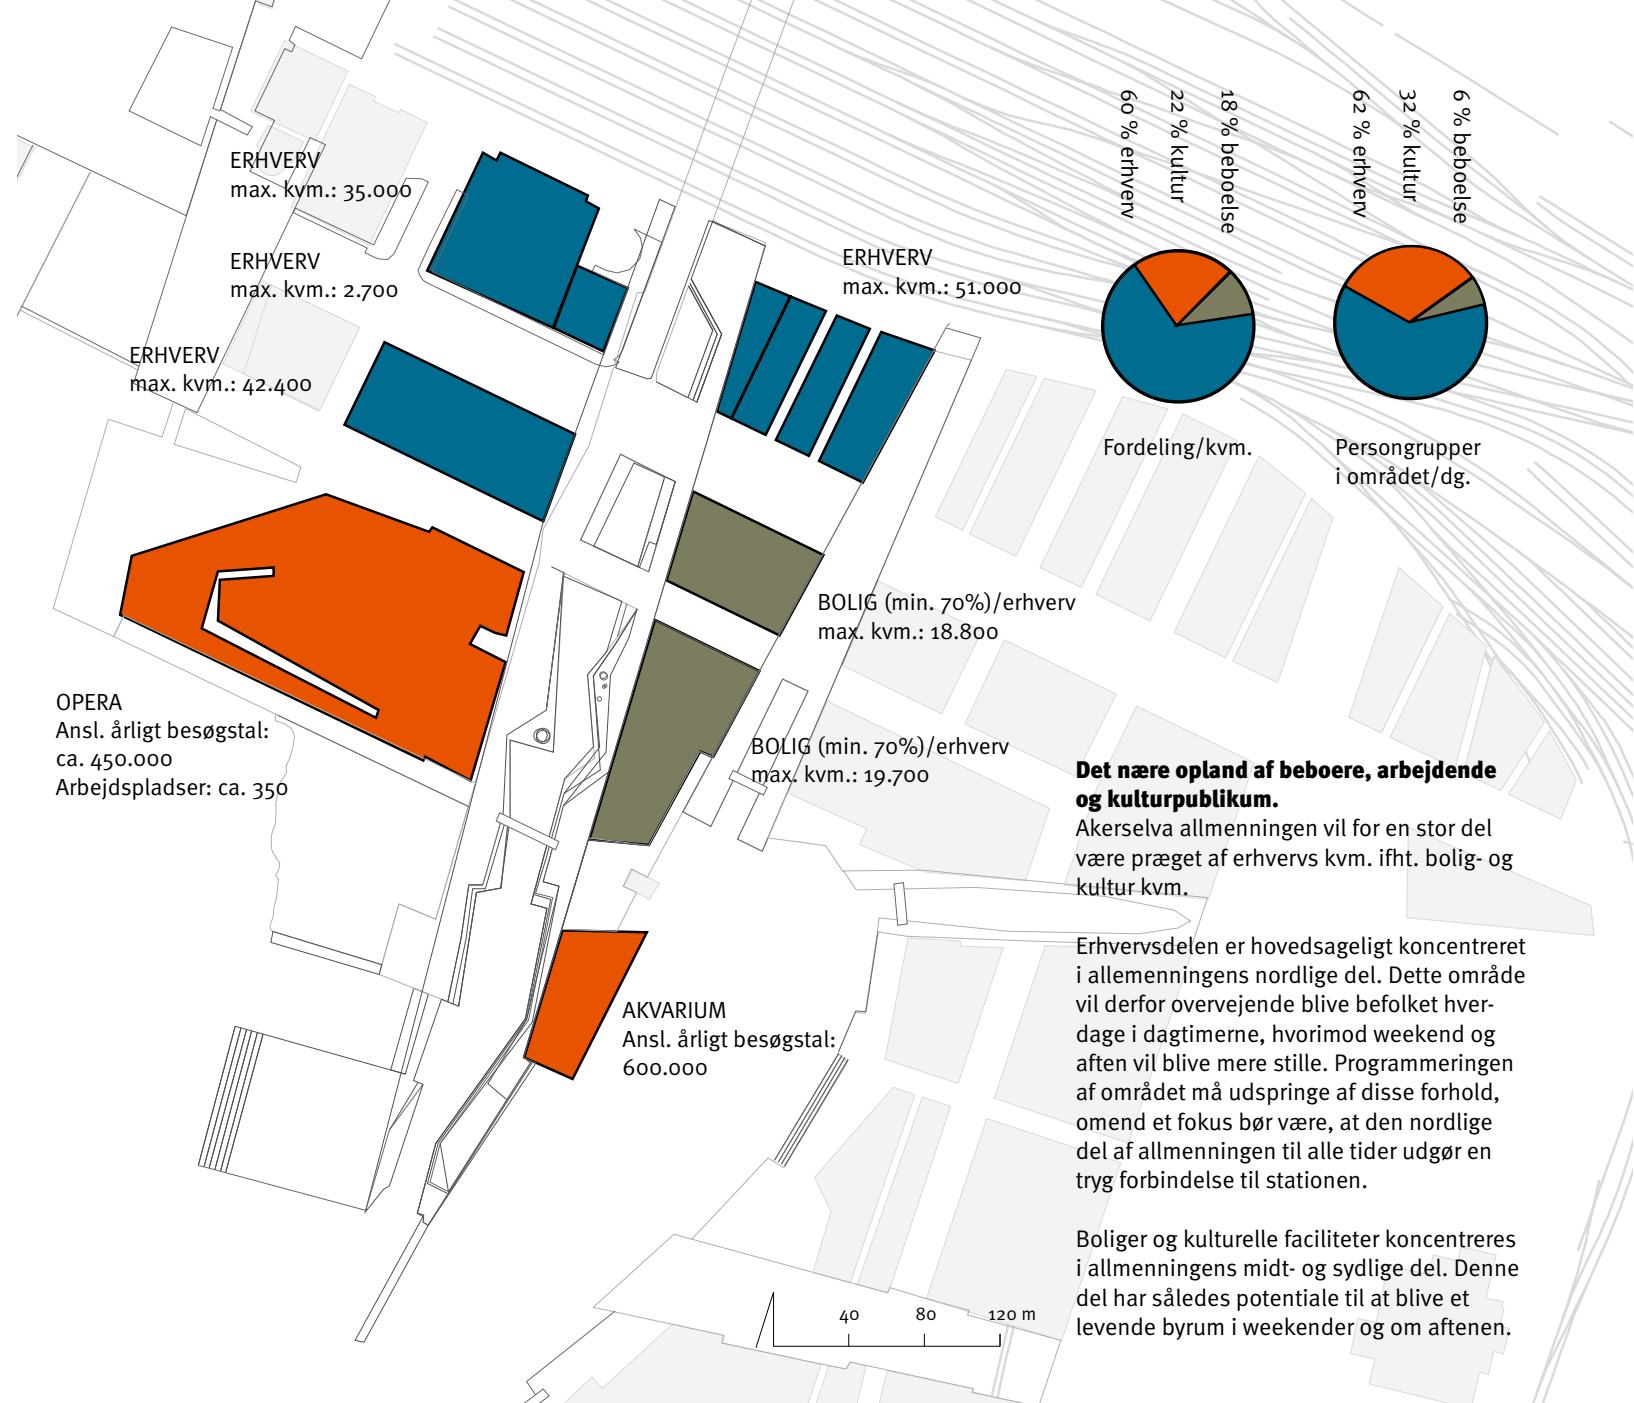 ERHVERV
max. kvm.: 35.000
ERHVERV
max. kvm.: 2.700
ERHVERV
max. kvm.: 42.400
ERHVERV
max. kvm.: 51.000
60 % erhverv
22 % kultur
18 % beboelse
62 % erhverv
32 % kultur
6 % beboelse
Fordeling/kvm.
Persongrupper
i området/dg.
BOLIG (min. 70%)/erhverv
max. kvm.: 18.800
BOLIG (min. 70%)/erhverv
max. kvm.: 19.700
OPERA
Ansl. årligt besøgstal:
ca. 450.000
Arbejdspladser: ca. 350
AKVARIUM
Ansl. årligt besøgstal:
600.000
Det nære opland af beboere, arbejdende
og kulturpublikum.
Akerselva allmenningen vil for en stor del
være præget af erhvervs kvm. ifht. bolig- og
kultur kvm.
Erhvervsdelen er hovedsageligt koncentreret
i allemenningens nordlige del. Dette område
vil derfor overvejende blive befolket hver-
dage i dagtimerne, hvorimod weekend og
aften vil blive mere stille. Programmeringen
af området må udspringe af disse forhold,
omend et fokus bør være, at den nordlige
del af allmenningen til alle tider udgør en
tryg forbindelse til stationen.
Boliger og kulturelle faciliteter koncentreres
i allmenningens midt- og sydlige del. Denne
del har således potentiale til at blive et
levende byrum i weekender og om aftenen.
40 80 120 m